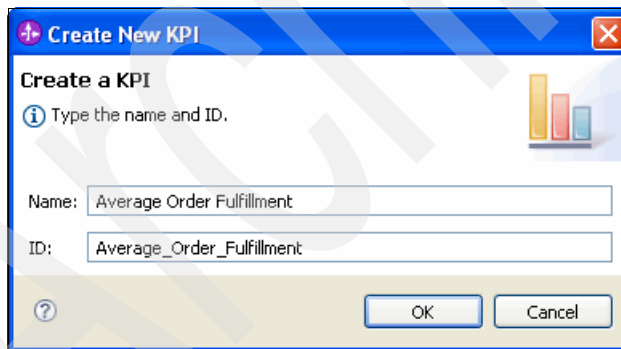 Create New KPI
Create a KPI
Type the name and ID.
Name: Average Order Fulfillment
ID: Average_Order_Fulfillment
OK Cancel